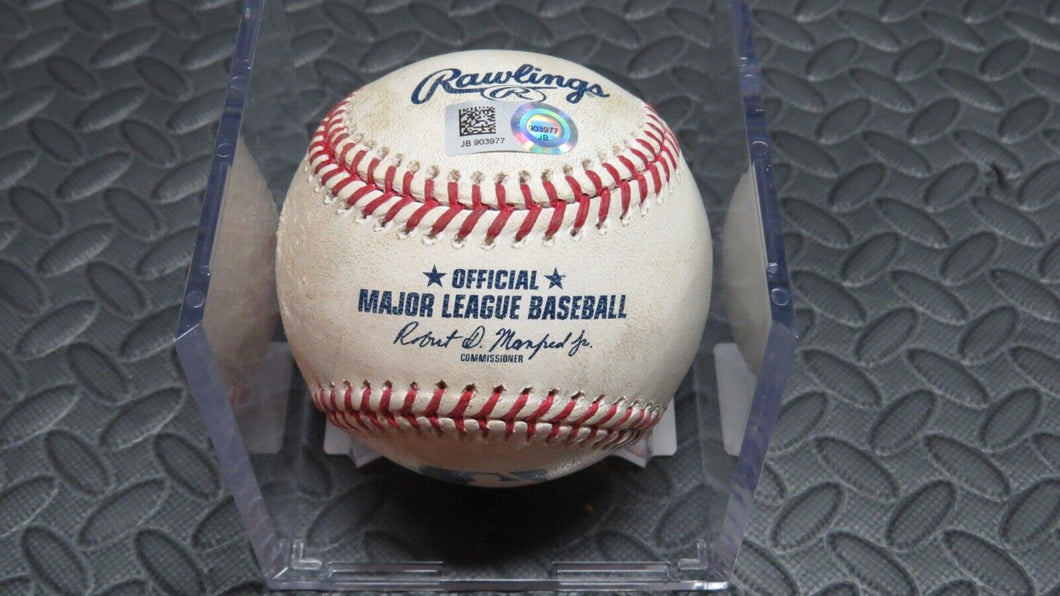 Rawlings
R
903977
JB
JB 903977
★ OFFICIAL ★
MAJOR LEAGUE BASEBALL
Robert D. Manfred Jr.
COMMISSIONER